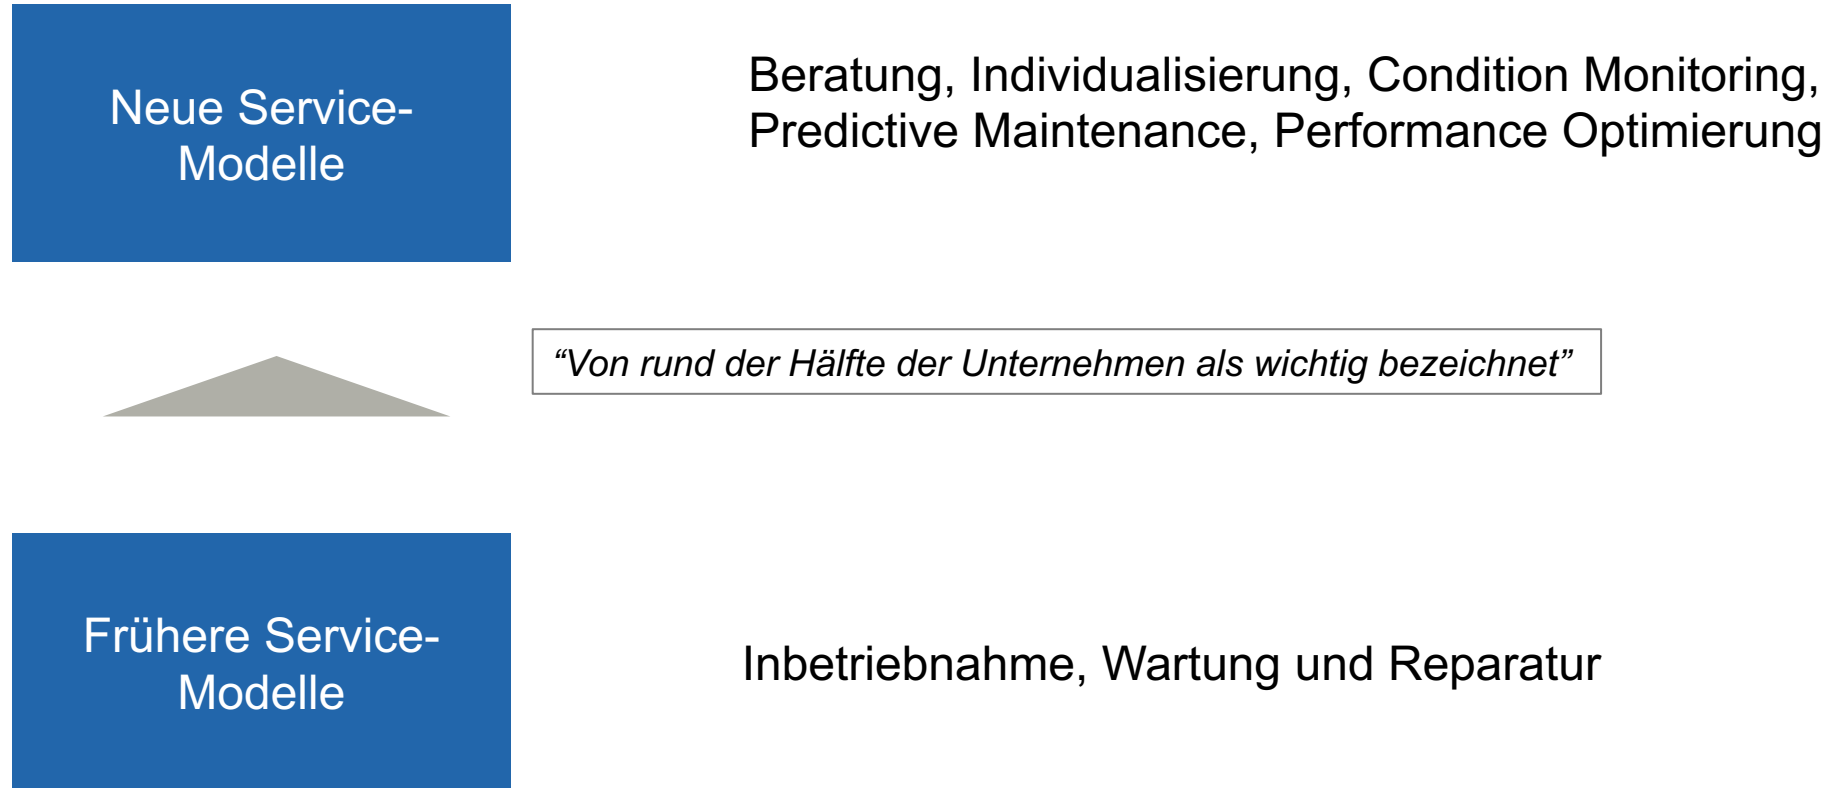 Neue Service-
Modelle
Beratung, Individualisierung, Condition Monitoring,
Predictive Maintenance, Performance Optimierung
“Von rund der Hälfte der Unternehmen als wichtig bezeichnet”
Frühere Service-
Modelle
Inbetriebnahme, Wartung und Reparatur